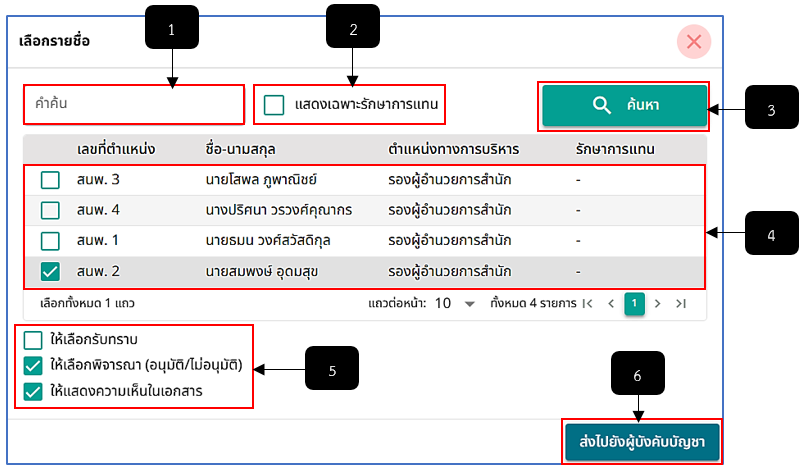 1
2
เลือกรายชื่อ
คำค้น
แสดงเฉพาะรักษาการแทน
ค้นหา
3
เลขที่ตำแหน่ง ชื่อ-นามสกุล ตำแหน่งทางการบริหาร รักษาการแทน
สนพ. 3 นายโสพล ภูพาณิชย์ รองผู้อำนวยการสำนัก -
สนพ. 4 นางปริศนา วรวงศ์คุณากร รองผู้อำนวยการสำนัก -
4
สนพ. 1 นายธมน วงศ์สวัสดิกุล รองผู้อำนวยการสำนัก -
สนพ. 2 นายสมพงษ์ อุดมสุข รองผู้อำนวยการสำนัก -
เลือกทั้งหมด 1 แถว แถวต่อหน้า: 10 ทั้งหมด 4 รายการ 1
ให้เลือกรับทราบ
ให้เลือกพิจารณา (อนุมัติ/ไม่อนุมัติ)
5
ให้แสดงความเห็นในเอกสาร
6
ส่งไปยังผู้บังคับบัญชา